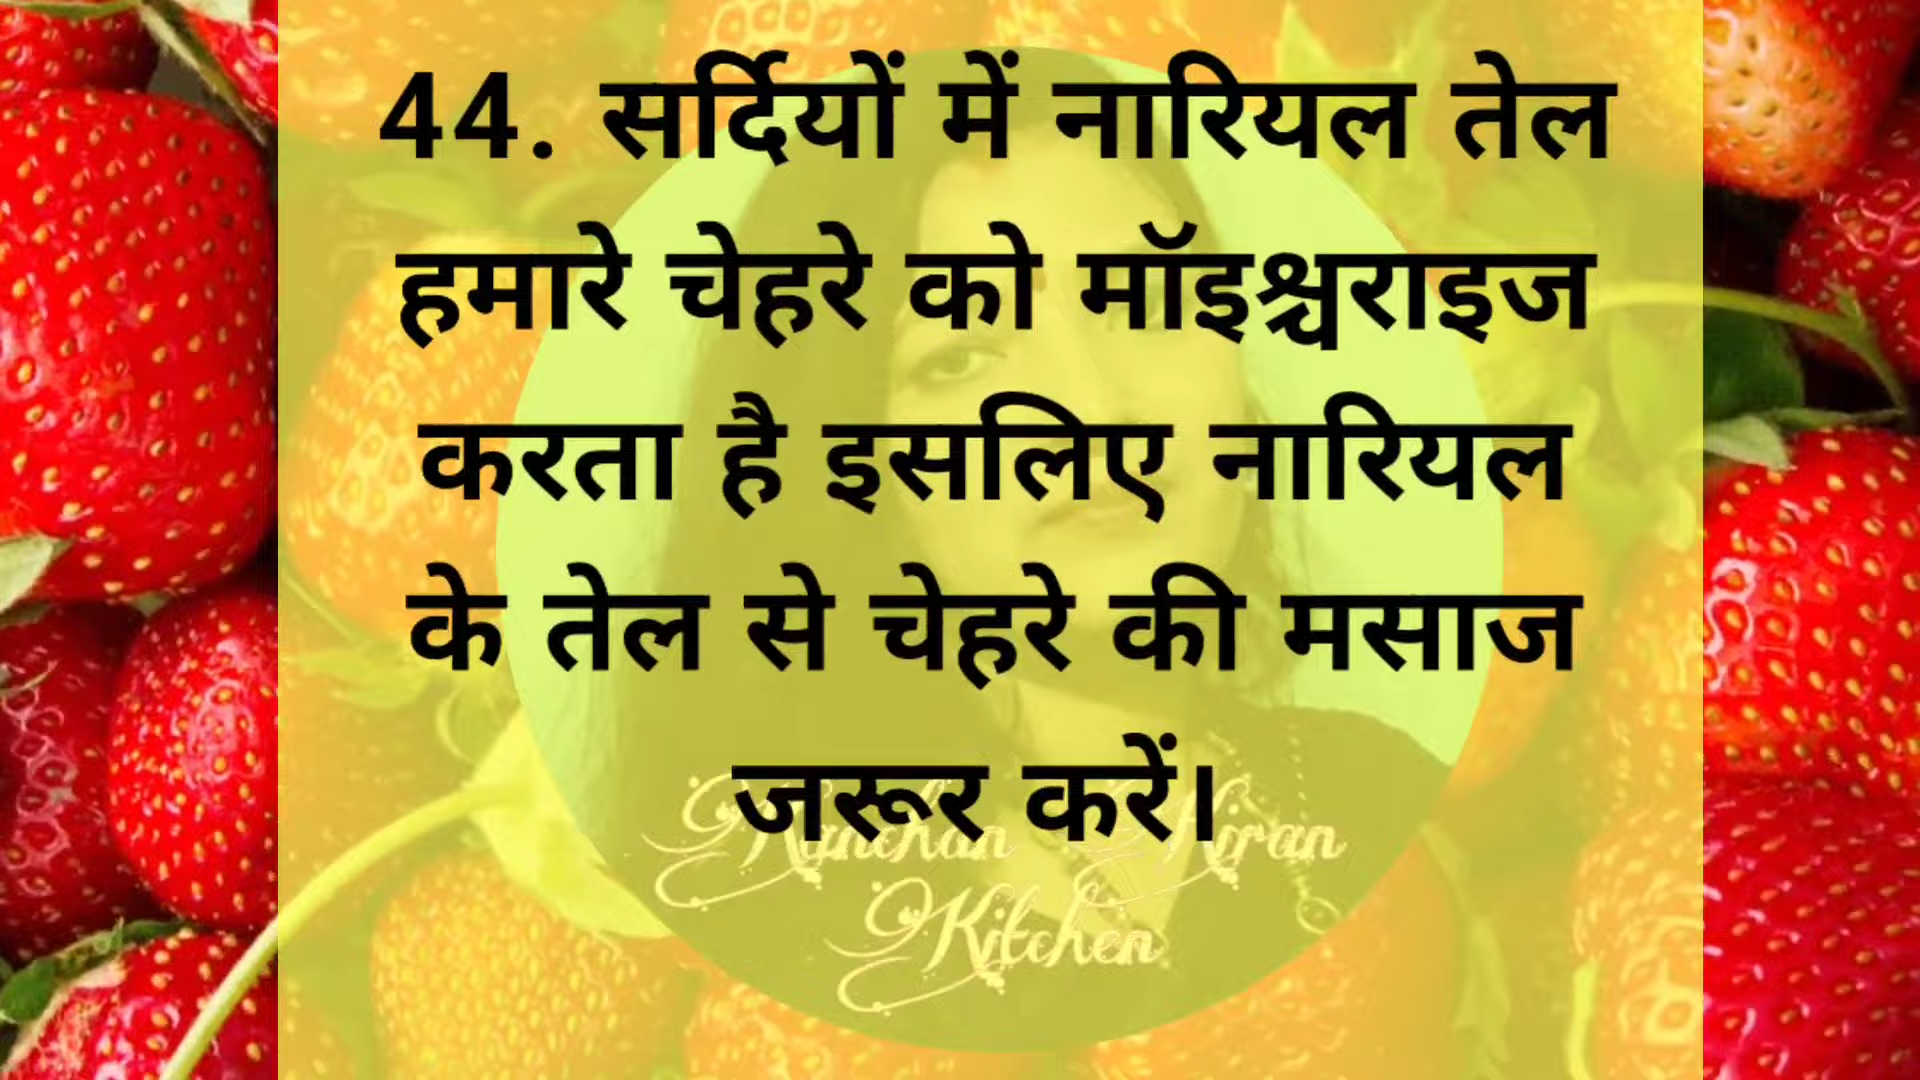 44. सर्दियों में नारियल तेल
हमारे चेहरे को मॉइश्चराइज
करता है इसलिए नारियल
के तेल से चेहरे की मसाज
जरूर करें।
Kanchan Kiran
Kitchen